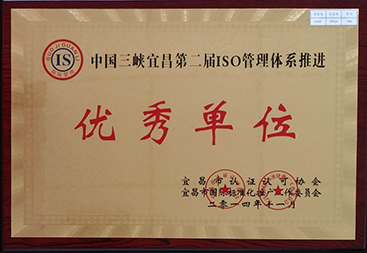 IS
中国三峡宜昌第二届ISO管理体系推进
优秀单位
宜昌市认证认可协会
宜昌市国际标准化推广工作委员会
二零一四年十一月